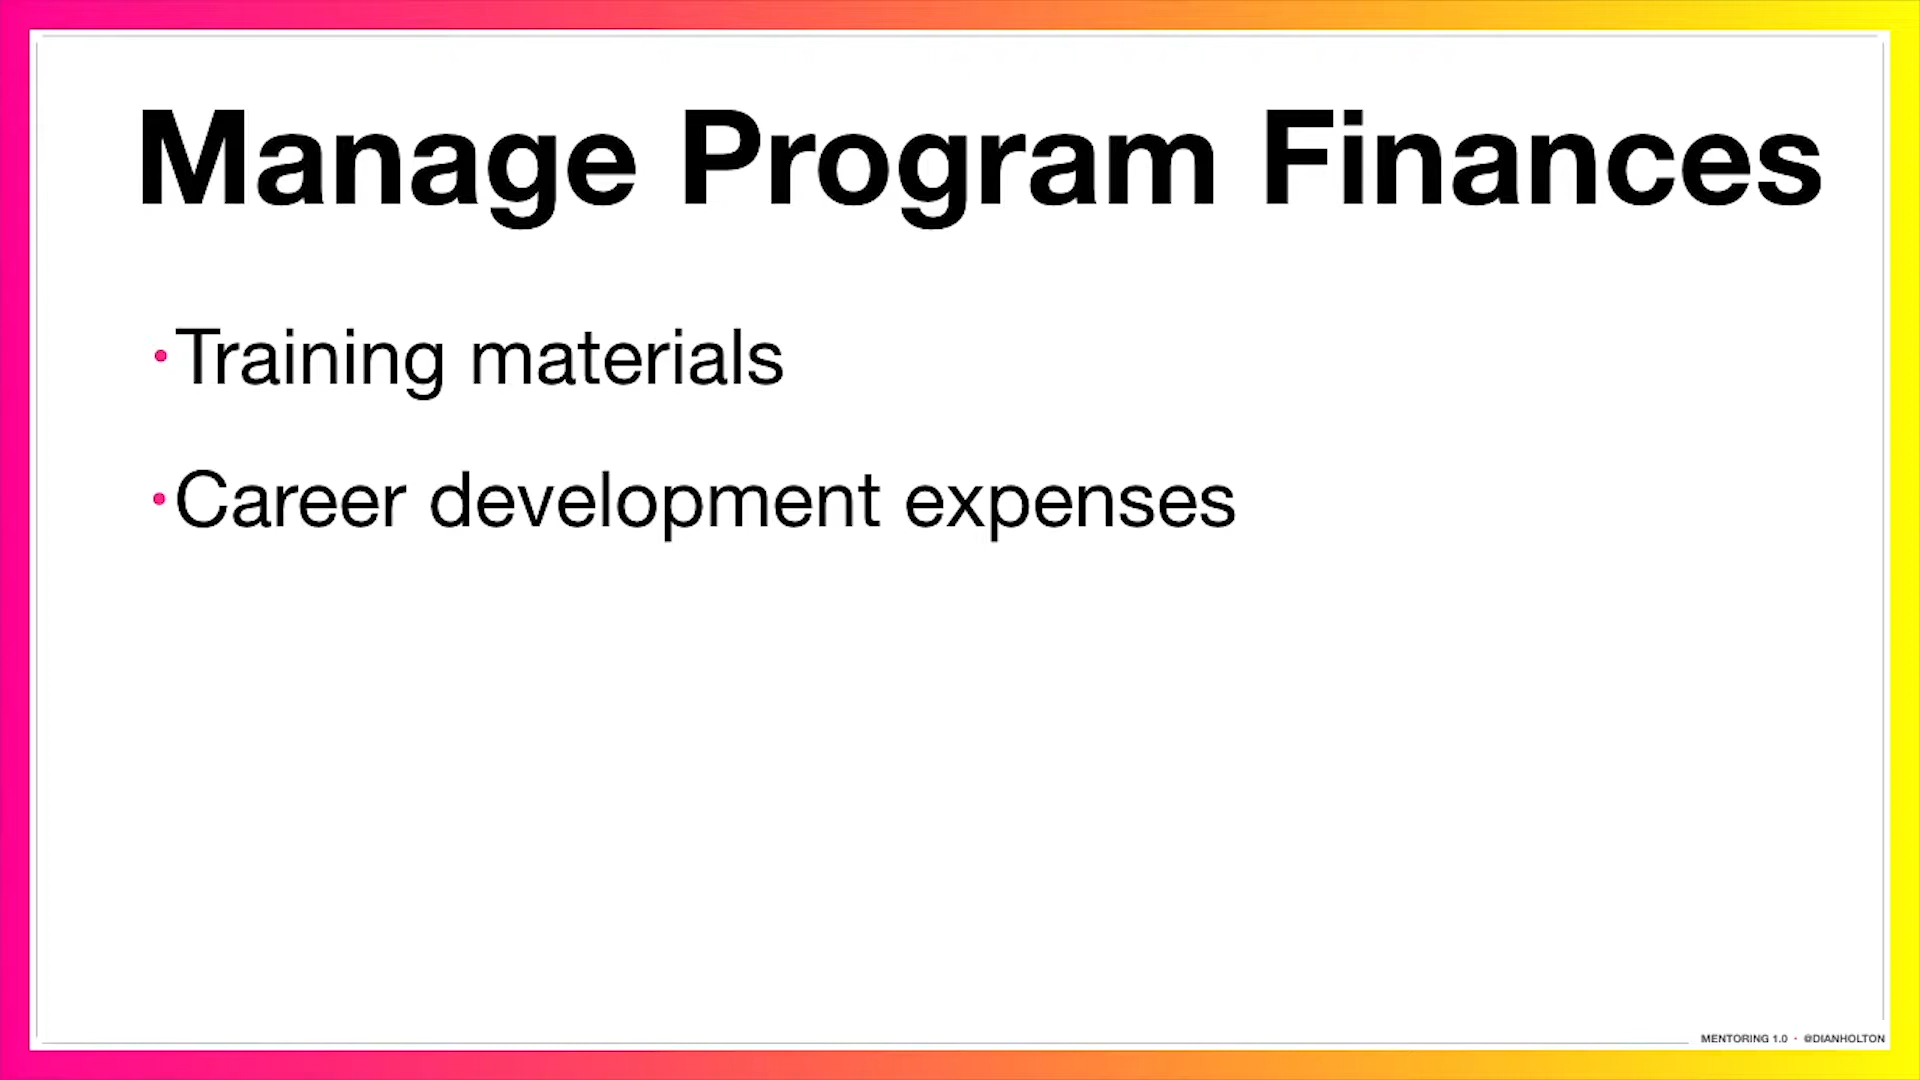 Manage Program Finances
•Training materials
•Career development expenses
MENTORING 1.0 • @DIANHOLTON